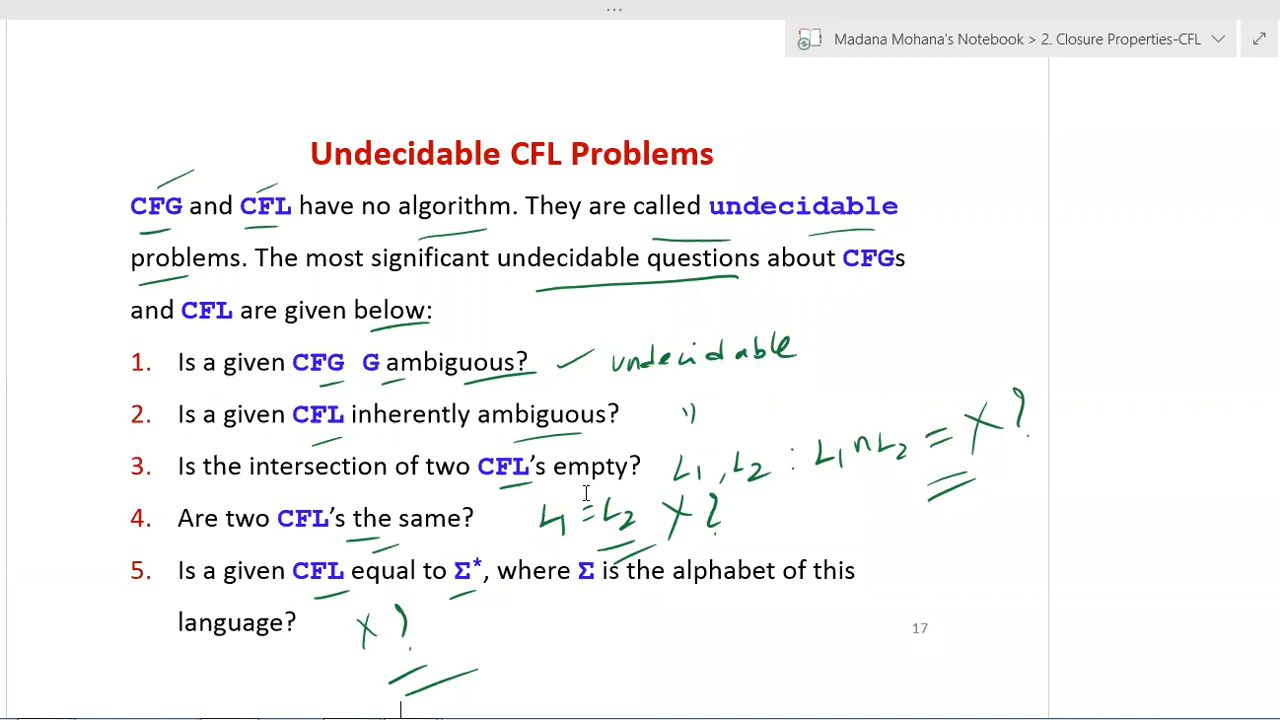 Madana Mohana's Notebook > 2. Closure Properties-CFL
Undecidable CFL Problems
CFG and CFL have no algorithm. They are called undecidable
problems. The most significant undecidable questions about CFGs
and CFL are given below:
1. Is a given CFG G ambiguous? ✓ undecidable
2. Is a given CFL inherently ambiguous? "
3. Is the intersection of two CFL's empty? L1, L2 : L1∩L2 = X ?
4. Are two CFL's the same? L1 = L2 X ?
5. Is a given CFL equal to Σ*, where Σ is the alphabet of this
language? X ?
17